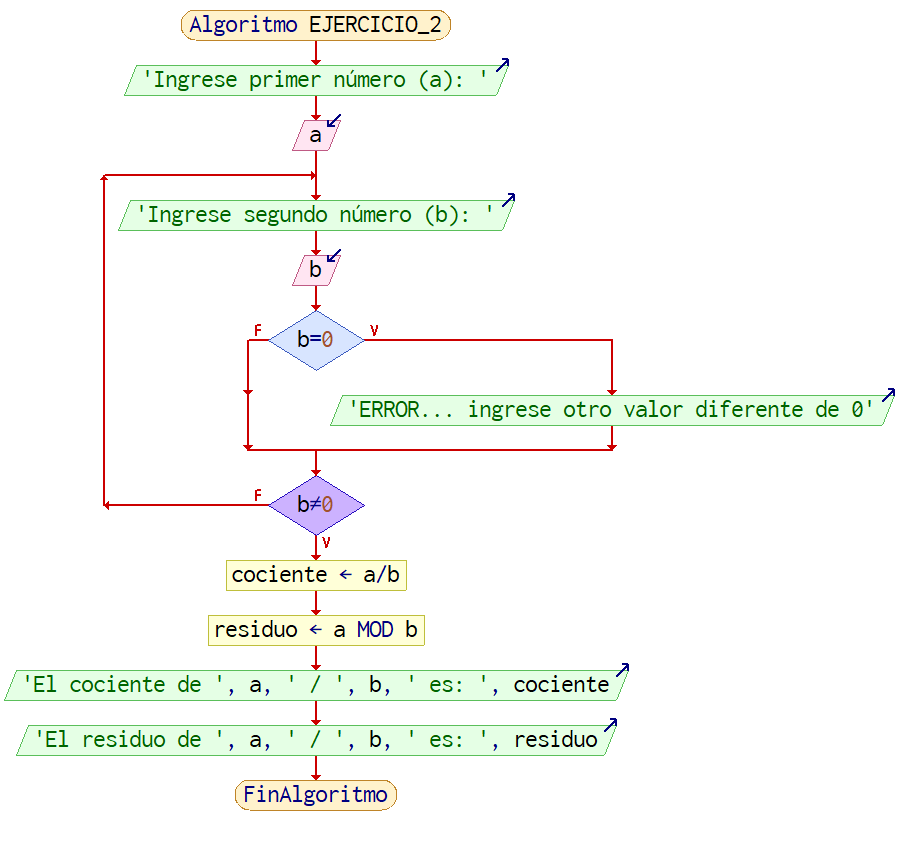 Algoritmo EJERCICIO_2
'Ingrese primer número (a): '
a
'Ingrese segundo número (b): '
b
F
V
b=0
'ERROR... ingrese otro valor diferente de 0'
F
b≠0
V
cociente ← a/b
residuo ← a MOD b
'El cociente de ', a, ' / ', b, ' es: ', cociente
'El residuo de ', a, ' / ', b, ' es: ', residuo
FinAlgoritmo